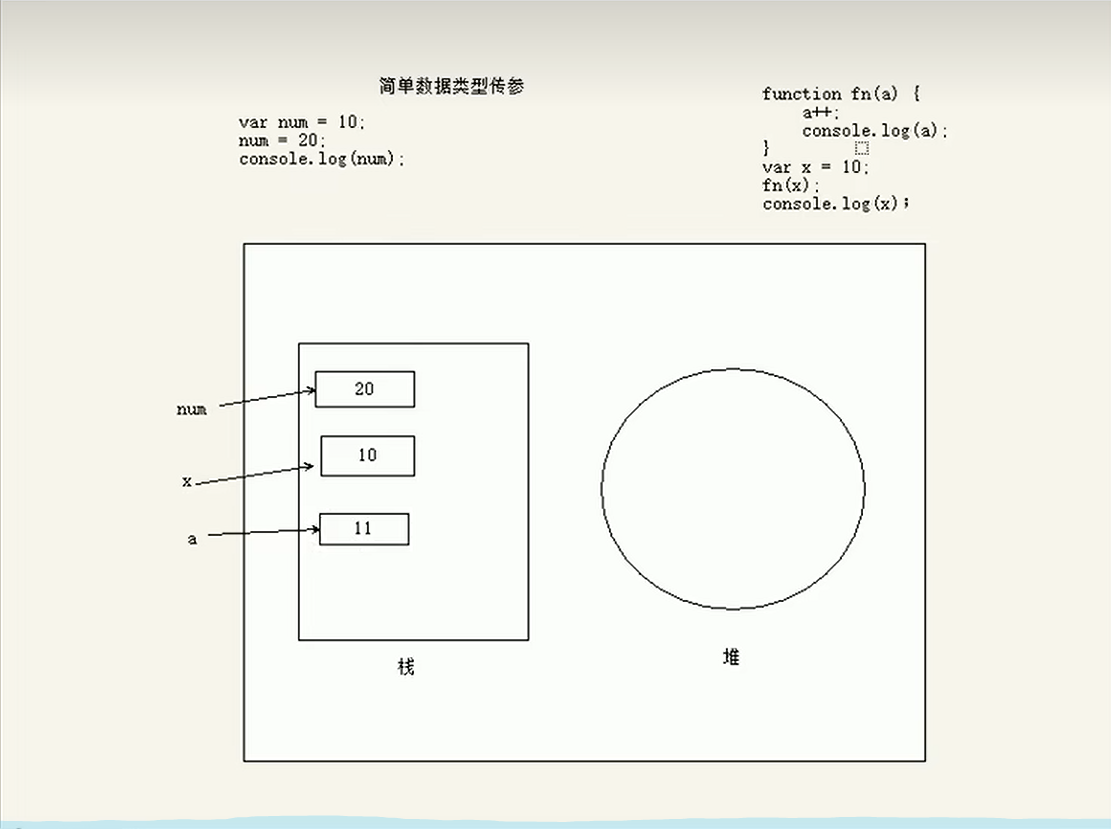 简单数据类型传参
var num = 10;
num = 20;
console.log(num);
function fn(a) {
a++;
console.log(a);
}
var x = 10;
fn(x);
console.log(x);
num
20
x
10
a
11
栈
堆